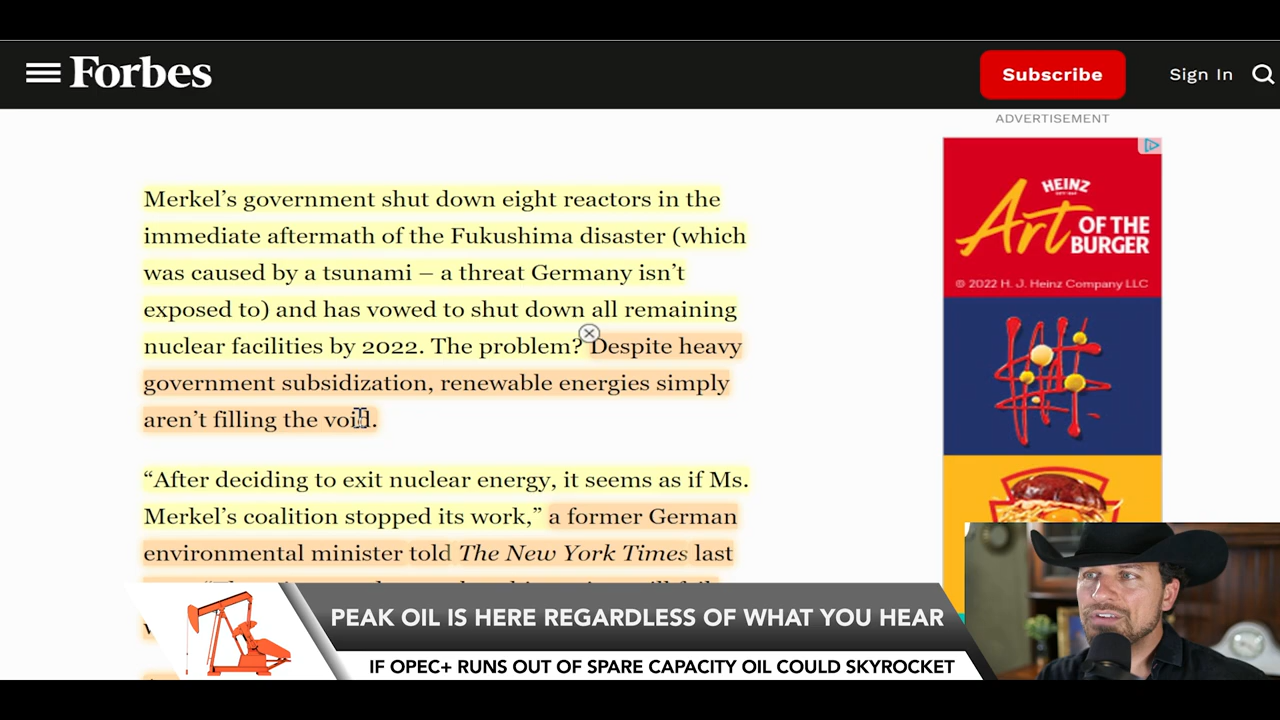 Forbes
Subscribe
Sign In
ADVERTISEMENT
Merkel’s government shut down eight reactors in the
immediate aftermath of the Fukushima disaster (which
was caused by a tsunami – a threat Germany isn’t
exposed to) and has vowed to shut down all remaining
nuclear facilities by 2022. The problem? Despite heavy
government subsidization, renewable energies simply
aren’t filling the void.
“After deciding to exit nuclear energy, it seems as if Ms.
Merkel’s coalition stopped its work,” a former German
environmental minister told The New York Times last
HEINZ
Art OF THE
BURGER
© 2022 H. J. Heinz Company LLC
PEAK OIL IS HERE REGARDLESS OF WHAT YOU HEAR
IF OPEC+ RUNS OUT OF SPARE CAPACITY OIL COULD SKYROCKET